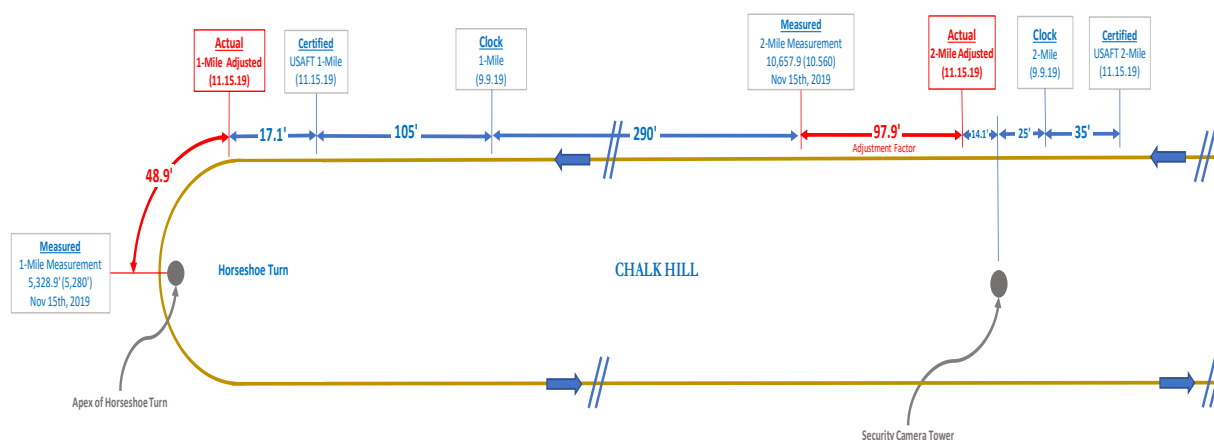 Actual
1-Mile Adjusted
(11.15.19)
Certified
USAFT 1-Mile
(11.15.19)
Clock
1-Mile
(9.9.19)
Measured
2-Mile Measurement
10,657.9 (10.560)
Nov 15th, 2019
Actual
2-Mile Adjusted
(11.15.19)
Clock
2-Mile
(9.9.19)
Certified
USAFT 2-Mile
(11.15.19)
17.1'
105'
290'
97.9'
Adjustment Factor
14.1'
25'
35'
48.9'
Measured
1-Mile Measurement
5,328.9' (5,280')
Nov 15th, 2019
Horseshoe Turn
CHALK HILL
Apex of Horseshoe Turn
Security Camera Tower